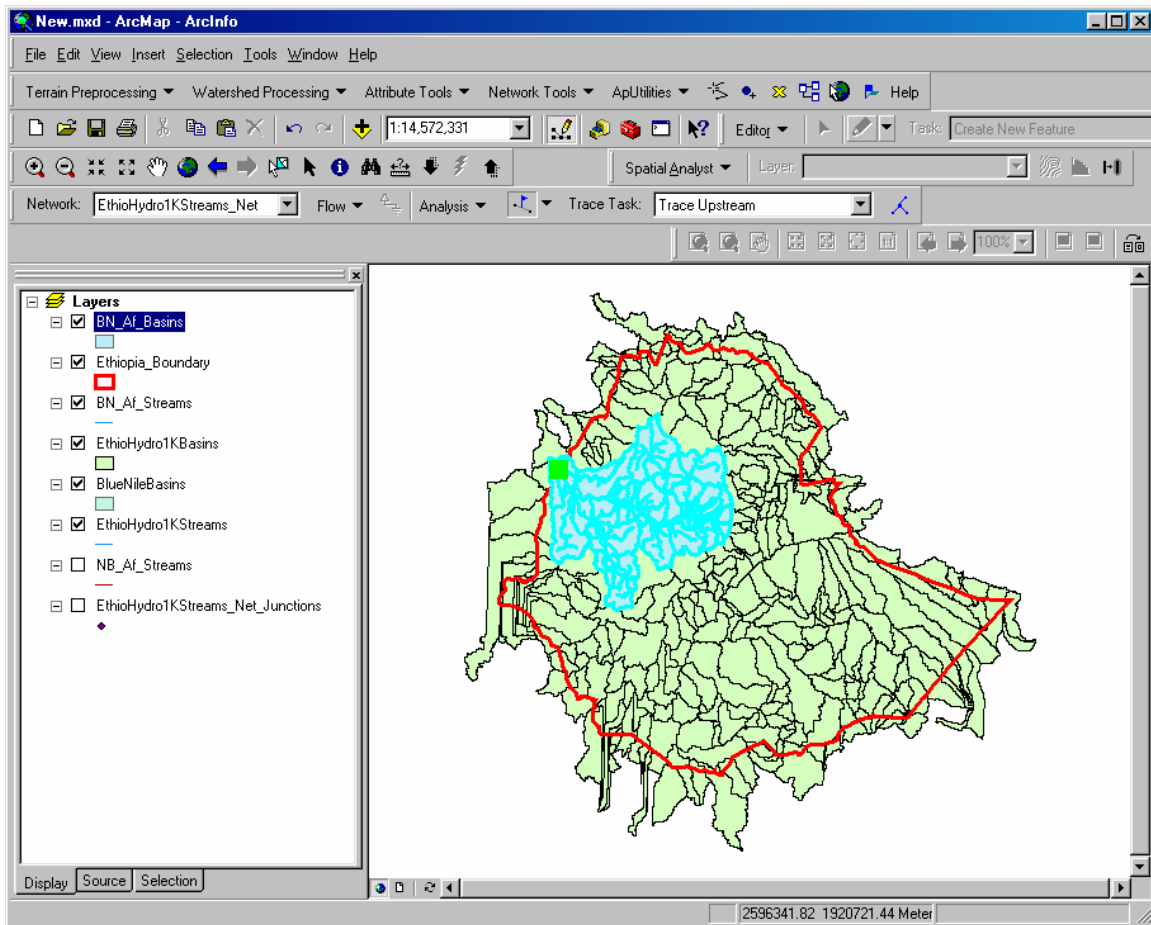 New.mxd - ArcMap - ArcInfo
File Edit View Insert Selection Tools Window Help
Terrain Preprocessing Watershed Processing Attribute Tools Network Tools ApUtilities Help
1:14,572,331 Editor Task: Create New Feature
Spatial Analyst Layer:
Network: EthioHydro1KStreams_Net Flow Analysis Trace Task: Trace Upstream
100%
Layers
BN_Af_Basins
Ethiopia_Boundary
BN_Af_Streams
EthioHydro1KBasins
BlueNileBasins
EthioHydro1KStreams
NB_Af_Streams
EthioHydro1KStreams_Net_Junctions
Display Source Selection
2596341.82 1920721.44 Meter